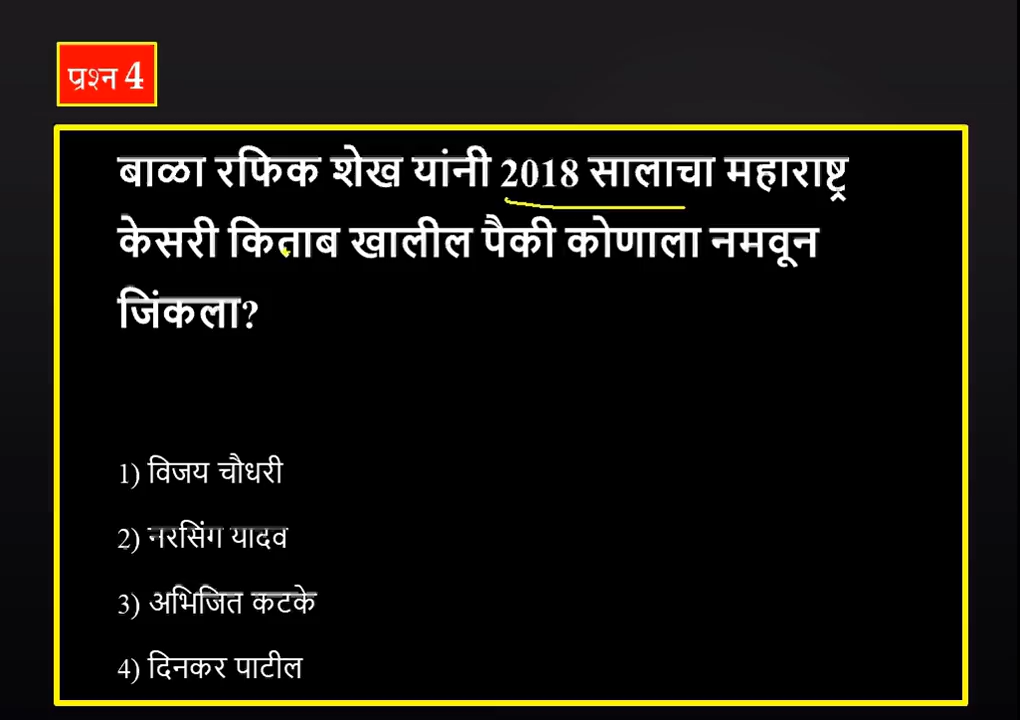 प्रश्न 4
बाळा रफिक शेख यांनी 2018 सालाचा महाराष्ट्र
केसरी किताब खालील पैकी कोणाला नमवून
जिंकला?
1) विजय चौधरी
2) नरसिंग यादव
3) अभिजित कटके
4) दिनकर पाटील